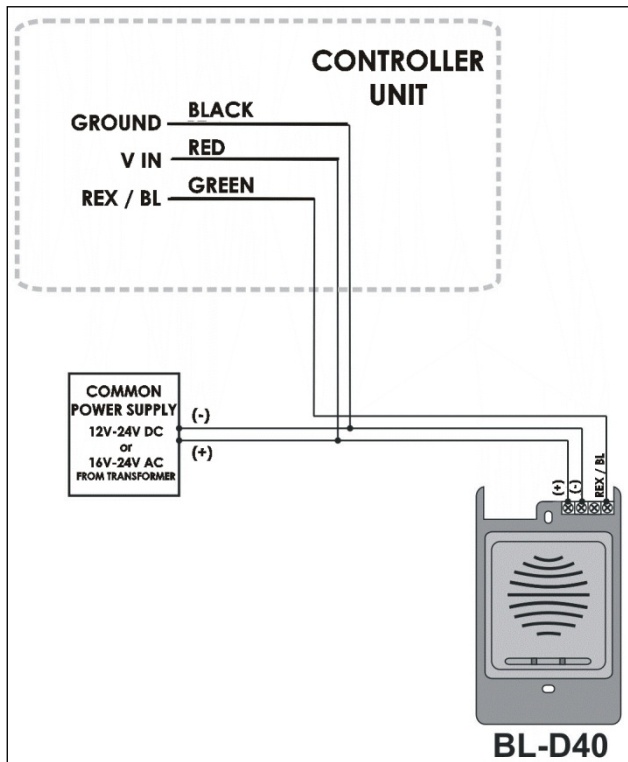 CONTROLLER
UNIT
GROUND
BLACK
V IN
RED
REX / BL
GREEN
COMMON
POWER SUPPLY
12V-24V DC
or
16V-24V AC
FROM TRANSFORMER
(-)
(+)
(+)
(-)
REX / BL
BL-D40